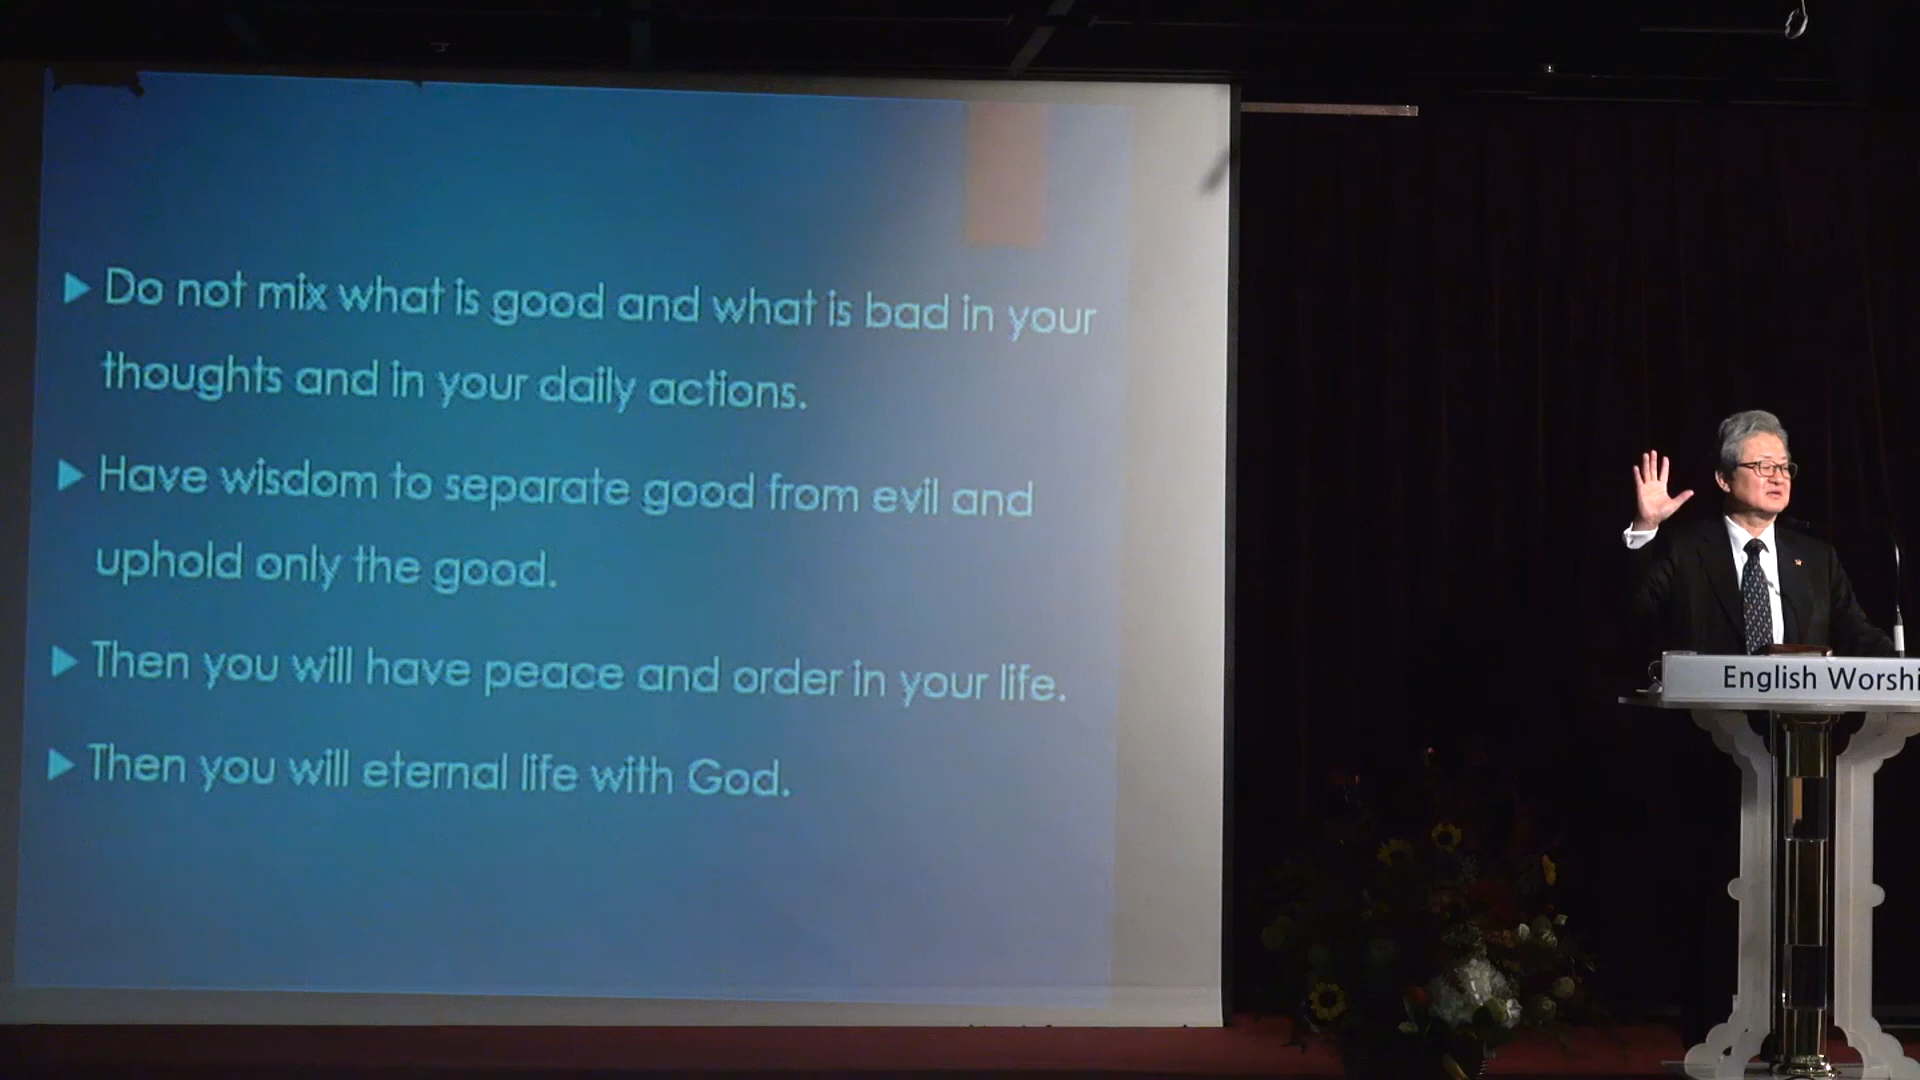 Do not mix what is good and what is bad in your
thoughts and in your daily actions.
Have wisdom to separate good from evil and
uphold only the good.
Then you will have peace and order in your life.
Then you will eternal life with God.
English Worshi